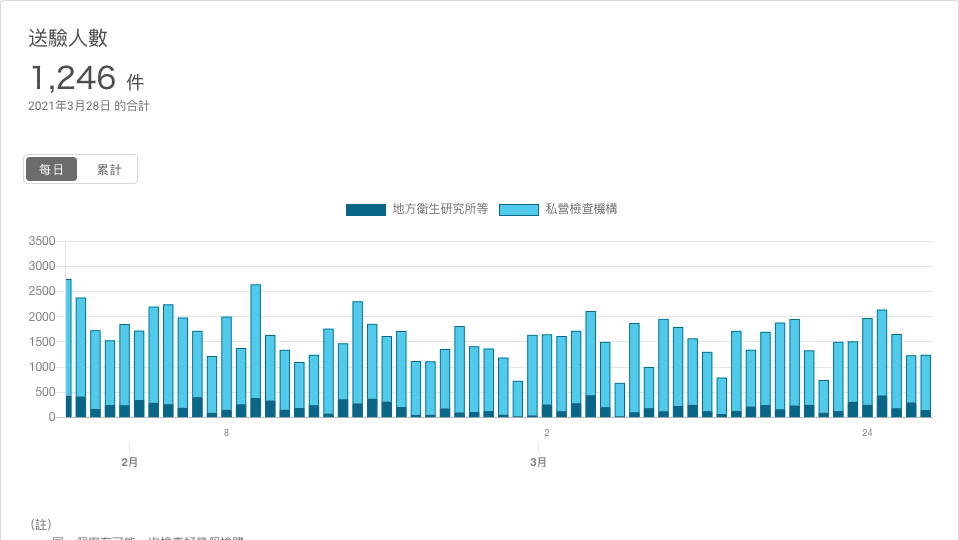 送驗人數
1,246 件
2021年3月28日 的合計
每日 累計
地方衛生研究所等 私營檢查機構
3500
3000
2500
2000
1500
1000
500
0
8 2 24
2月 3月
（註）